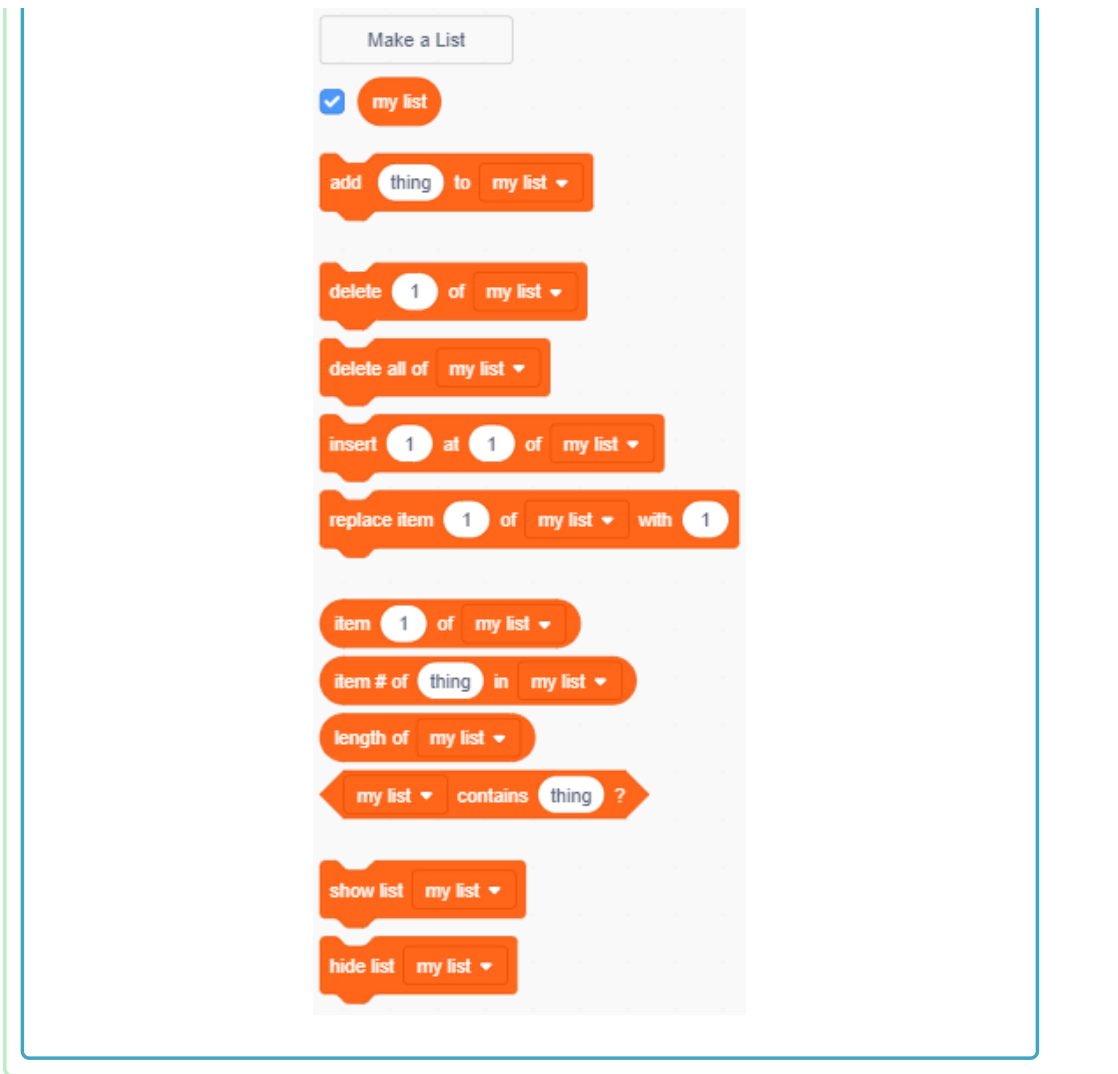 Make a List
my list
add thing to my list
delete 1 of my list
delete all of my list
insert 1 at 1 of my list
replace item 1 of my list with 1
item 1 of my list
item # of thing in my list
length of my list
my list contains thing ?
show list my list
hide list my list